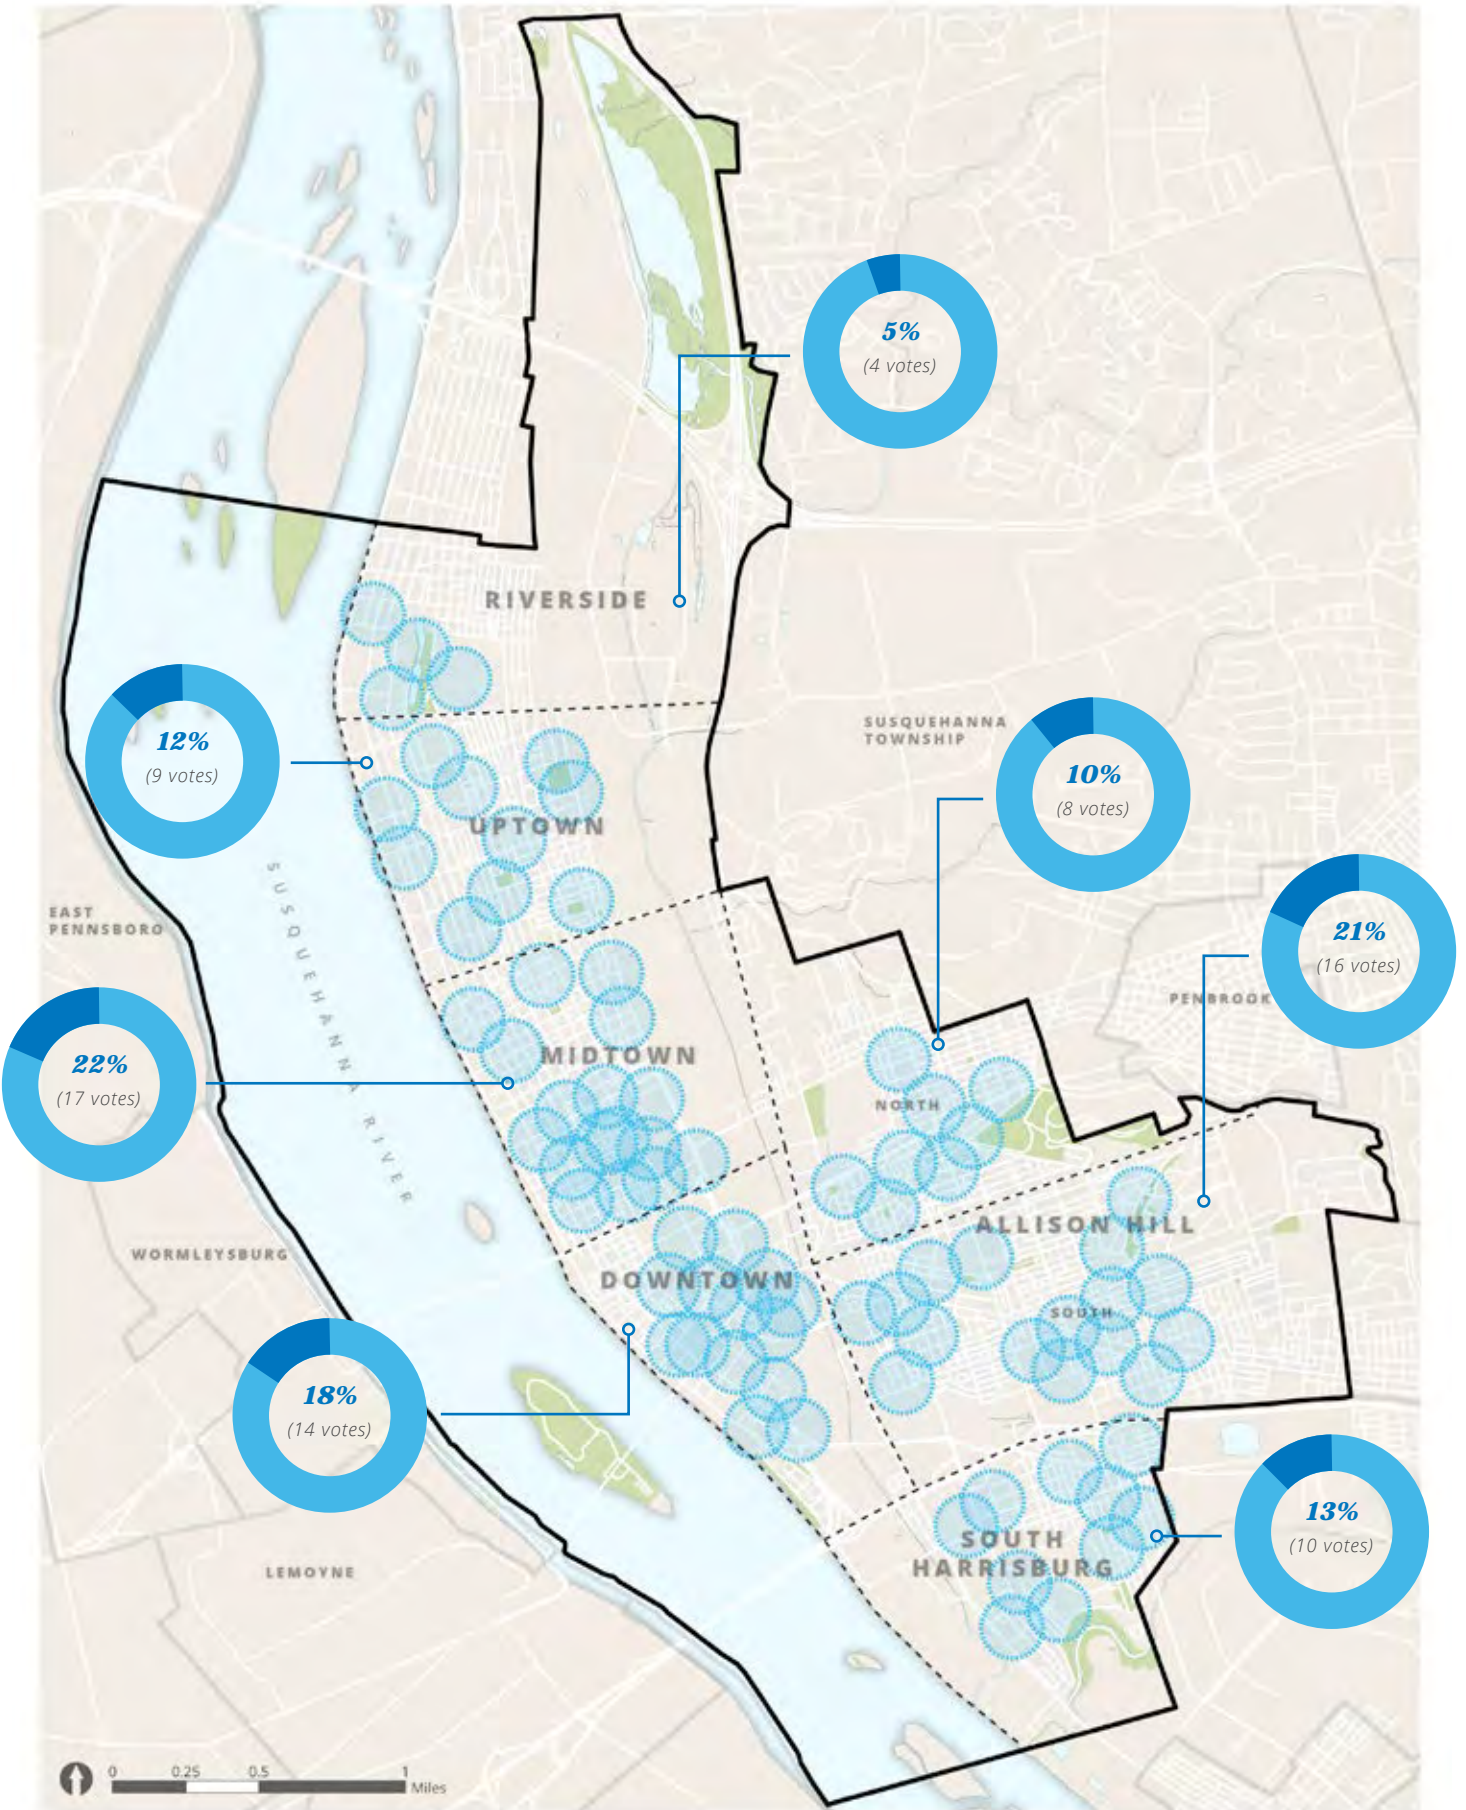 5%
(4 votes)
RIVERSIDE
12%
(9 votes)
SUSQUEHANNA
TOWNSHIP
10%
(8 votes)
UPTOWN
EAST
PENNSBORO
SUSQUEHANNA RIVER
21%
(16 votes)
PENBROOK
22%
(17 votes)
MIDTOWN
NORTH
ALLISON HILL
WORMLEYSBURG
DOWNTOWN
SOUTH
18%
(14 votes)
13%
(10 votes)
SOUTH
HARRISBURG
LEMOYNE
0 0.25 0.5 1
Miles